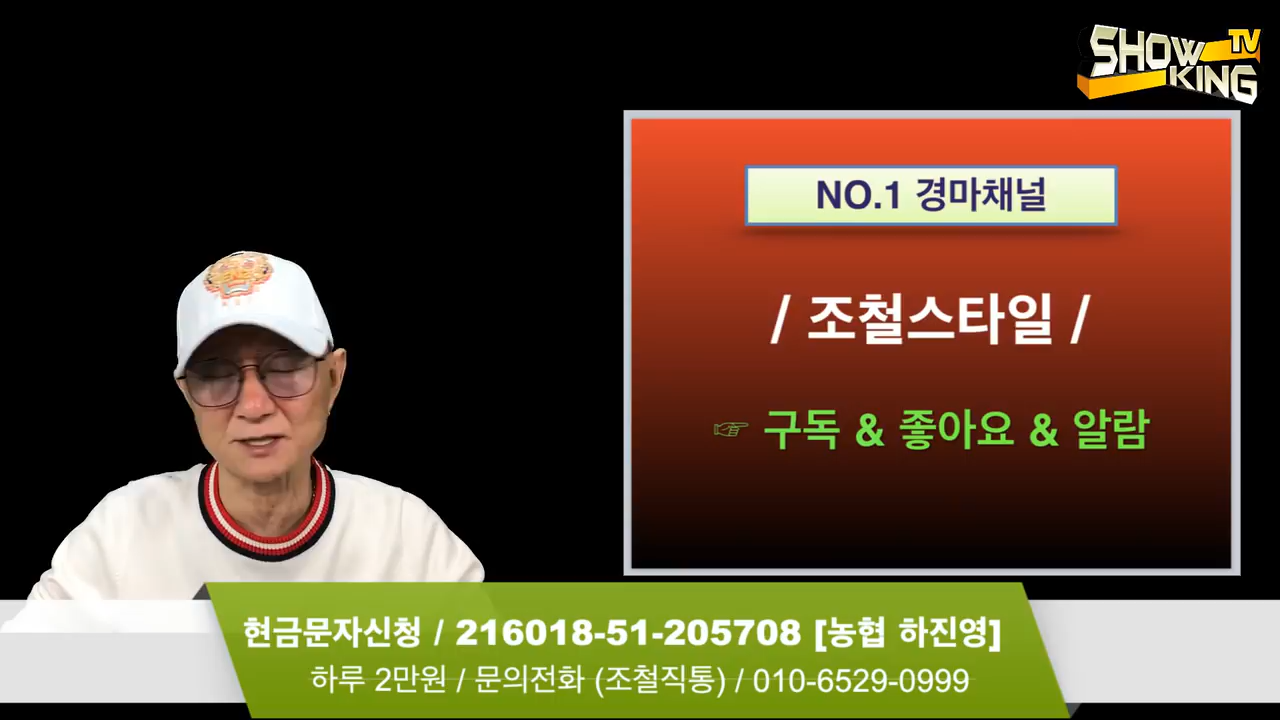 SHOW TV
KING
NO.1 경마채널
/ 조철스타일 /
☞ 구독 & 좋아요 & 알람
현금문자신청 / 216018-51-205708 [농협 하진영]
하루 2만원 / 문의전화 (조철직통) / 010-6529-0999